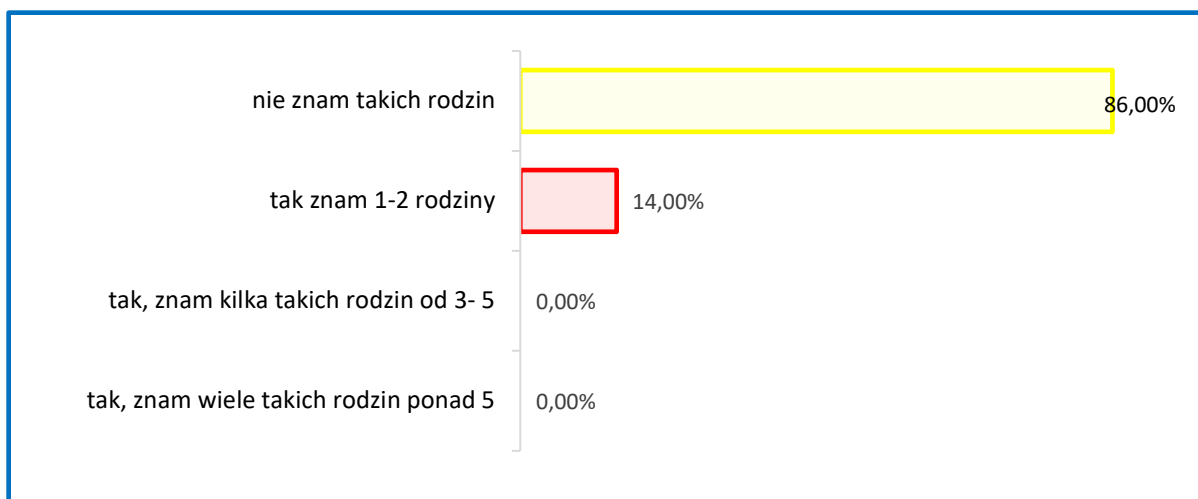 nie znam takich rodzin
86,00%
tak znam 1-2 rodziny
14,00%
tak, znam kilka takich rodzin od 3- 5
0,00%
tak, znam wiele takich rodzin ponad 5
0,00%